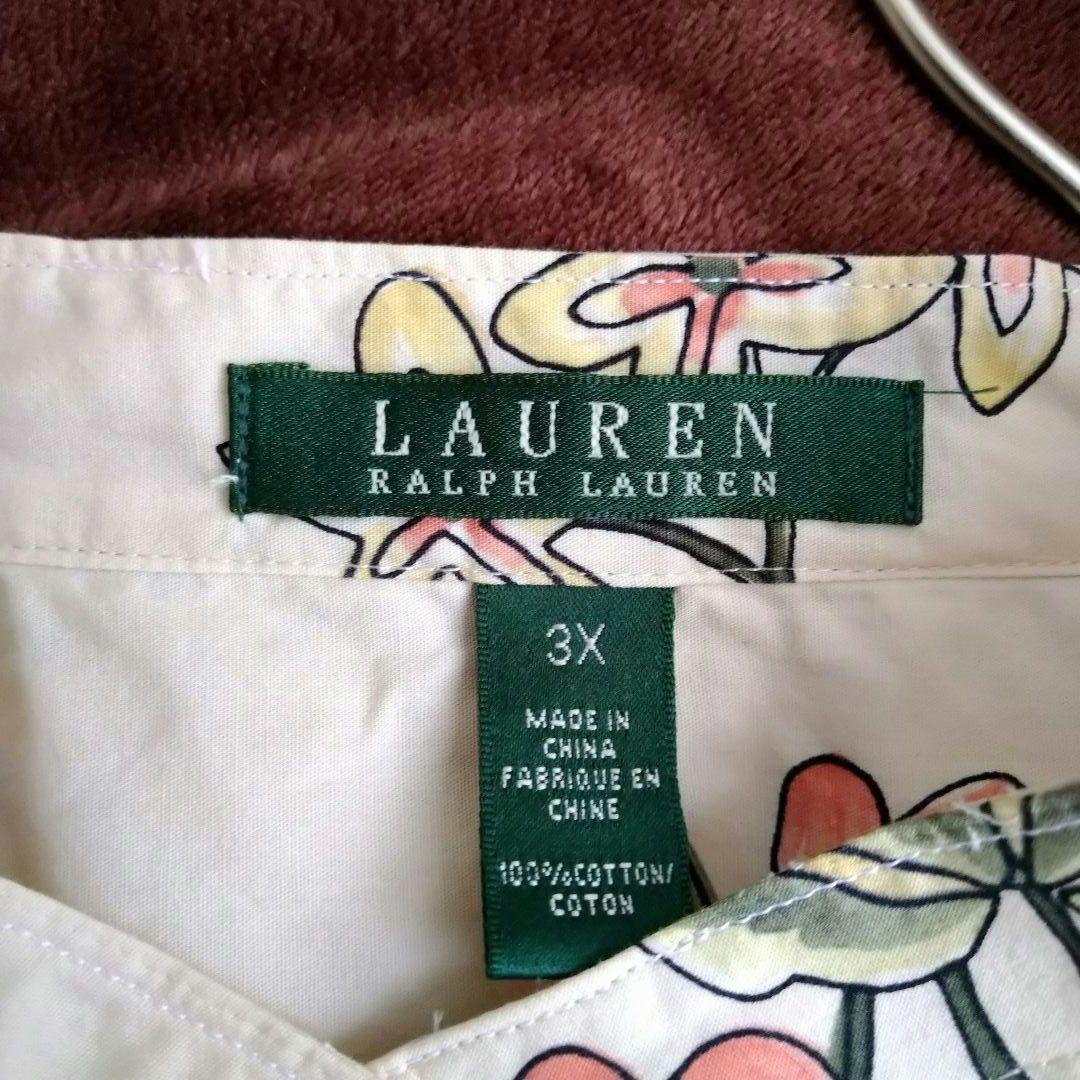 LAUREN
RALPH LAUREN
3X
MADE IN
CHINA
FABRIQUE EN
CHINE
100%COTTON/
COTON